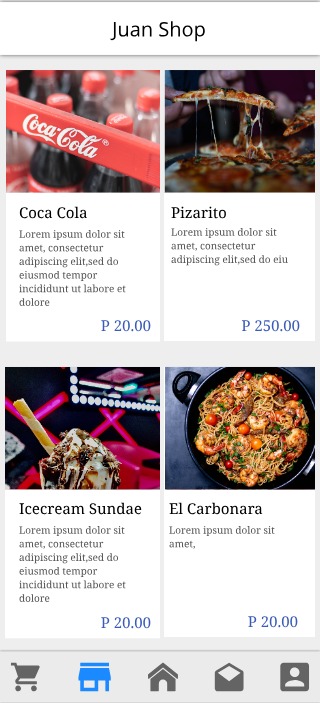 Juan Shop
Coca-Cola®
Coca Cola
Lorem ipsum dolor sit
amet, consectetur
adipiscing elit,sed do
eiusmod tempor
incididunt ut labore et
dolore
P 20.00
Pizarito
Lorem ipsum dolor sit
amet, consectetur
adipiscing elit,sed do eiu
P 250.00
Icecream Sundae
Lorem ipsum dolor sit
amet, consectetur
adipiscing elit,sed do
eiusmod tempor
incididunt ut labore et
dolore
P 20.00
El Carbonara
Lorem ipsum dolor sit
amet,
P 20.00